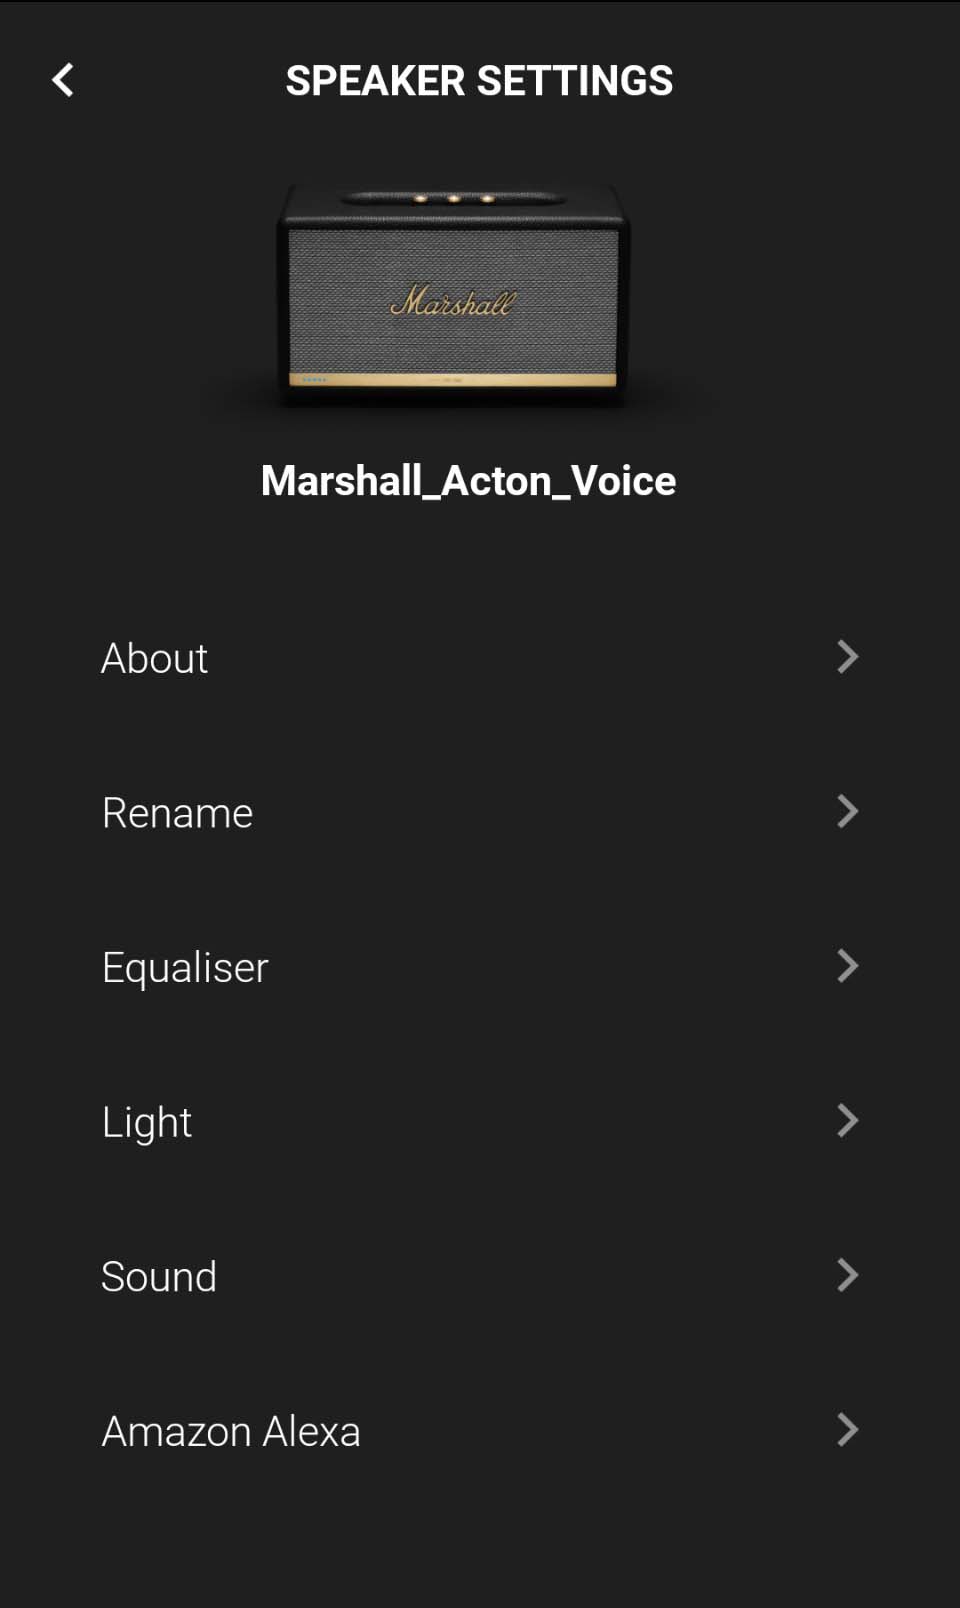 SPEAKER SETTINGS
Marshall
Marshall_Acton_Voice
About
Rename
Equaliser
Light
Sound
Amazon Alexa